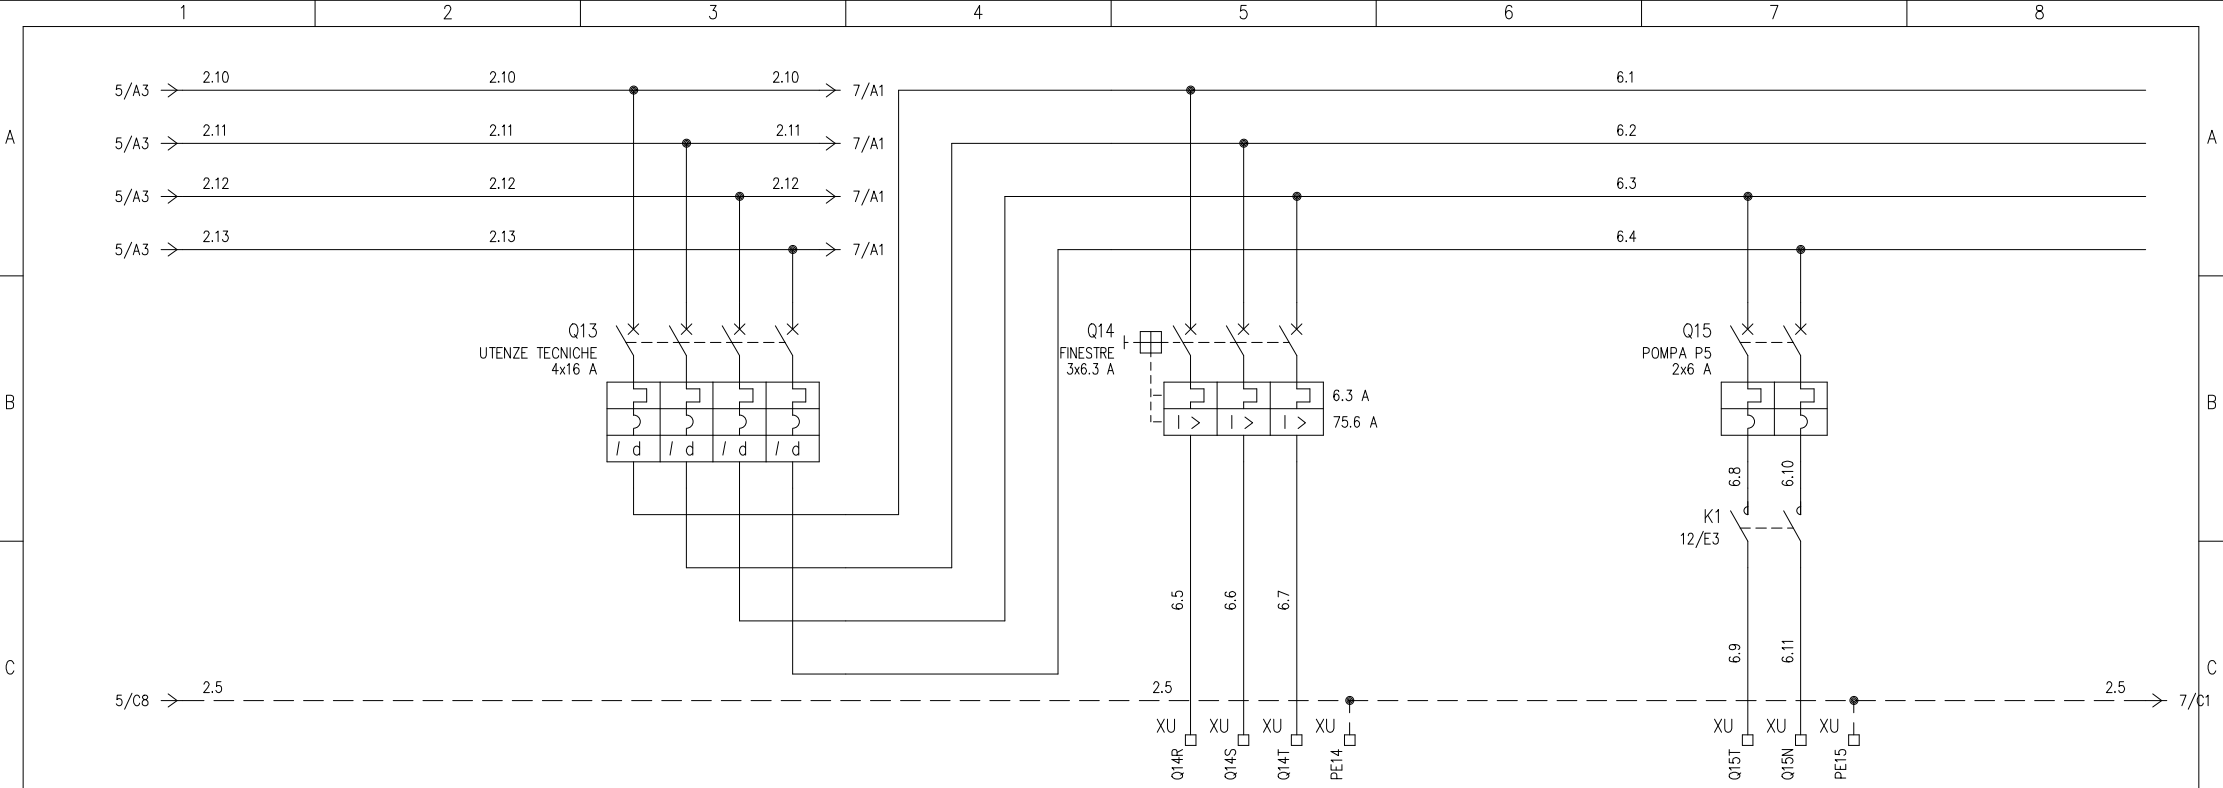 1 2 3 4 5 6 7 8
2.10 2.10 2.10 6.1
5/A3 7/A1
2.11 2.11 2.11 6.2
A 5/A3 7/A1 A
2.12 2.12 2.12 6.3
5/A3 7/A1
2.13 2.13 6.4
5/A3 7/A1
Q13 Q14 Q15
UTENZE TECNICHE FINESTRE POMPA P5
4x16 A 3x6.3 A 2x6 A
6.3 A
B B
I > I > I > 75.6 A
I d I d I d I d
6.8 6.10
K1
12/E3
6.5 6.6 6.7
6.9 6.11
C C
2.5 2.5 2.5
5/C8 7/C1
XU XU XU XU XU XU XU
Q14R Q14S Q14T PE14 Q15T Q15N PE15